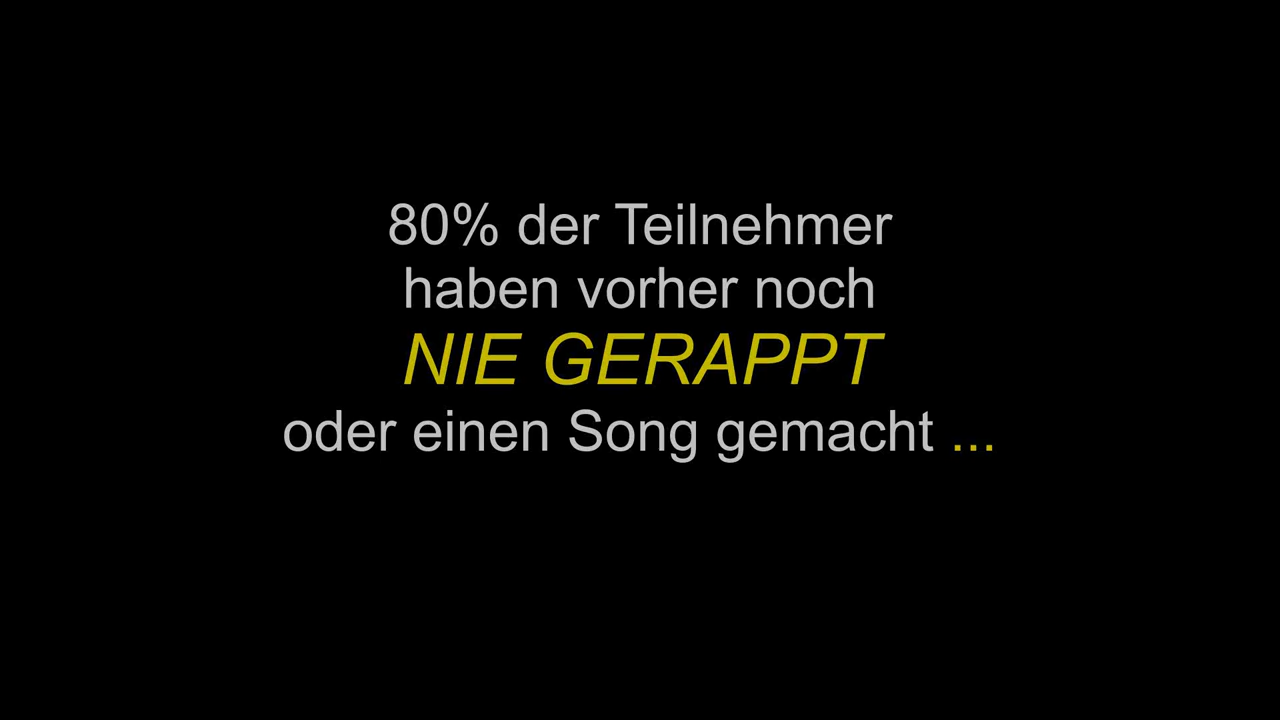 80% der Teilnehmer
haben vorher noch
NIE GERAPPT
oder einen Song gemacht ...